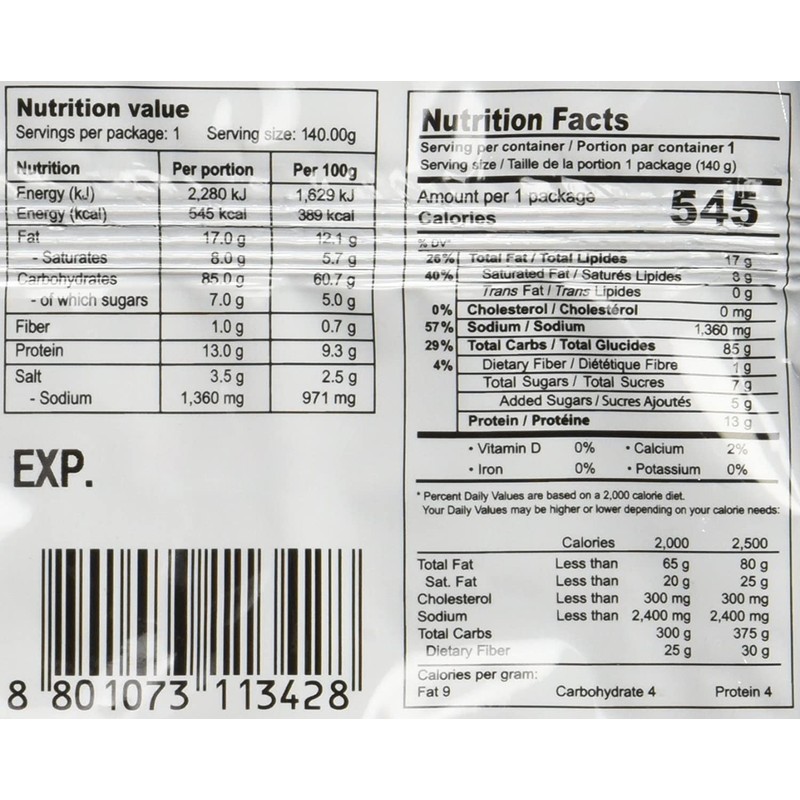 Nutrition value
Servings per package: 1 Serving size: 140.00g
Nutrition Per portion Per 100g
Energy (kJ) 2,280 kJ 1,629 kJ
Energy (kcal) 545 kcal 389 kcal
Fat 17.0 g 12.1 g
- Saturates 8.0 g 5.7 g
Carbohydrates 85.0 g 60.7 g
- of which sugars 7.0 g 5.0 g
Fiber 1.0 g 0.7 g
Protein 13.0 g 9.3 g
Salt 3.5 g 2.5 g
- Sodium 1,360 mg 971 mg
EXP.
8 801073 113428
Nutrition Facts
Serving per container / Portion par container 1
Serving size / Taille de la portion 1 package (140 g)
Amount per 1 package
Calories 545
% DV*
26% Total Fat / Total Lipides 17 g
40% Saturated Fat / Saturés Lipides 8 g
Trans Fat / Trans Lipides 0 g
0% Cholesterol / Cholestérol 0 mg
57% Sodium / Sodium 1,360 mg
29% Total Carbs / Total Glucides 85 g
4% Dietary Fiber / Diététique Fibre 1 g
Total Sugars / Total Sucres 7 g
Added Sugars / Sucres Ajoutés 5 g
Protein / Protéine 13 g
• Vitamin D 0% • Calcium 2%
• Iron 0% • Potassium 0%
* Percent Daily Values are based on a 2,000 calorie diet.
Your Daily Values may be higher or lower depending on your calorie needs:
Calories 2,000 2,500
Total Fat Less than 65 g 80 g
Sat. Fat Less than 20 g 25 g
Cholesterol Less than 300 mg 300 mg
Sodium Less than 2,400 mg 2,400 mg
Total Carbs 300 g 375 g
Dietary Fiber 25 g 30 g
Calories per gram:
Fat 9 Carbohydrate 4 Protein 4